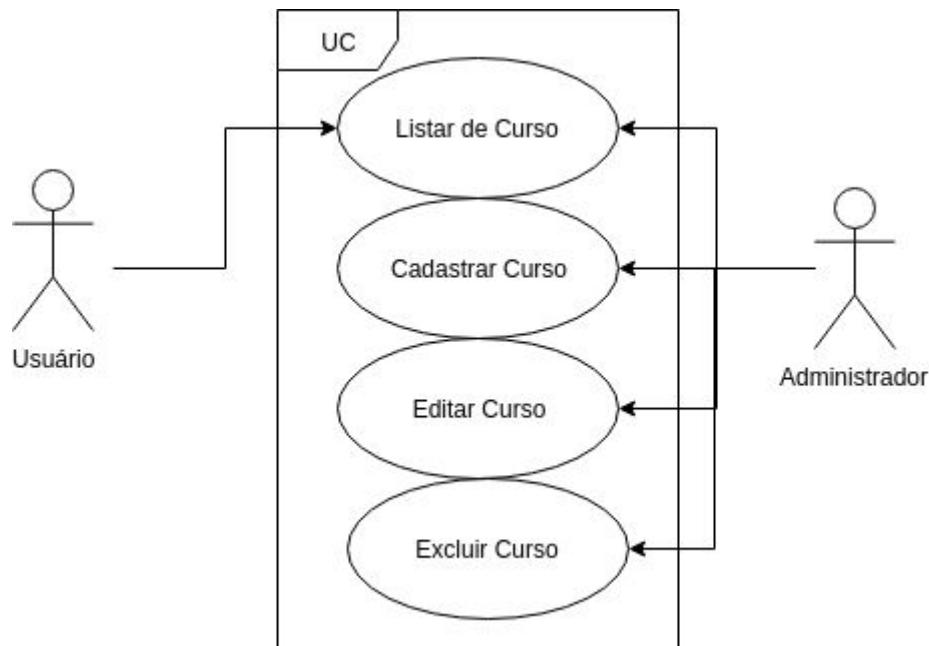 UC
Listar de Curso
Cadastrar Curso
Editar Curso
Excluir Curso
Usuário
Administrador